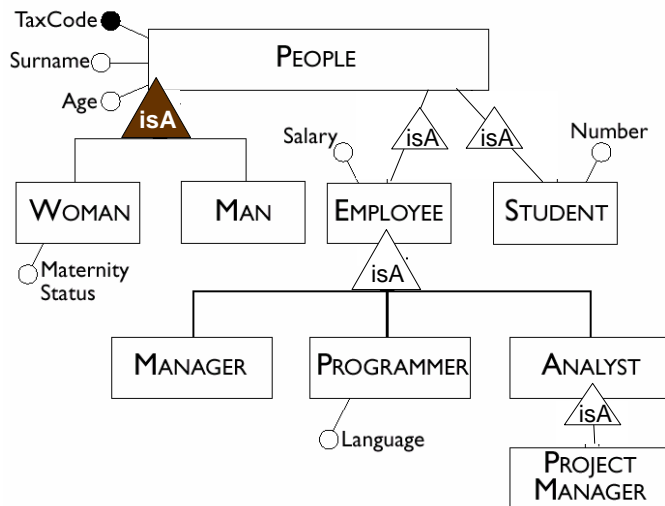 TaxCode
PEOPLE
Surname
Age
isA
Salary
isA
isA
Number
WOMAN
MAN
EMPLOYEE
STUDENT
Maternity
Status
isA
MANAGER
PROGRAMMER
ANALYST
isA
Language
PROJECT
MANAGER